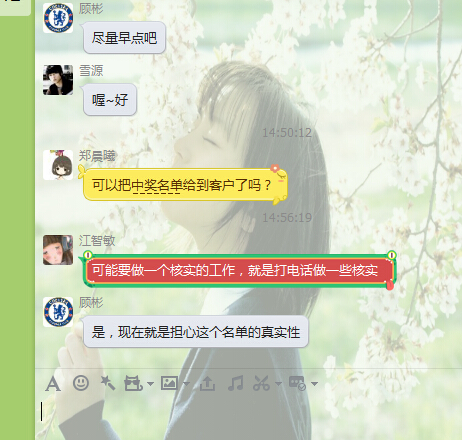 顾彬
尽量早点吧
雪源
喔~好
14:50:12
郑晨曦
可以把中奖名单给到客户了吗？
14:56:19
江智敏
可能要做一个核实的工作，就是打电话做一些核实
顾彬
是，现在就是担心这个名单的真实性